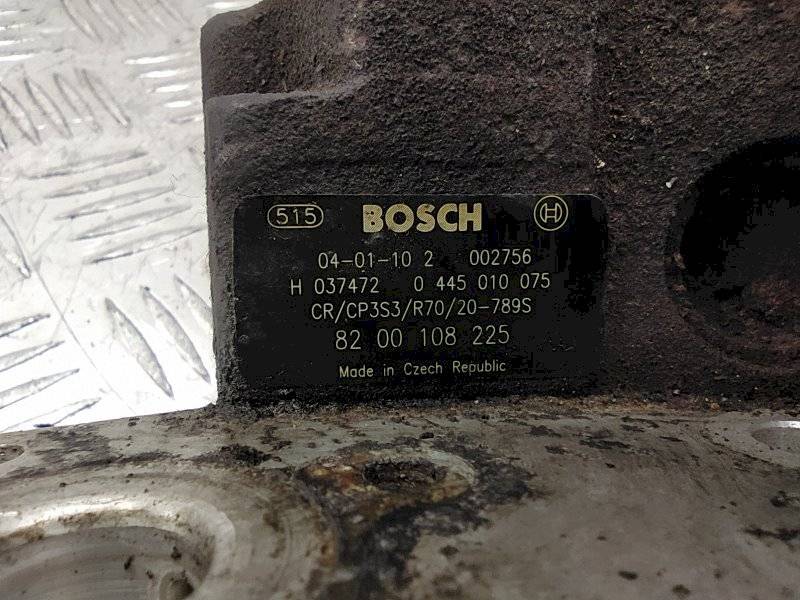 515 BOSCH
04-01-10 2 002756
H 037472 0 445 010 075
CR/CP3S3/R70/20-789S
82 00 108 225
Made in Czech Republic